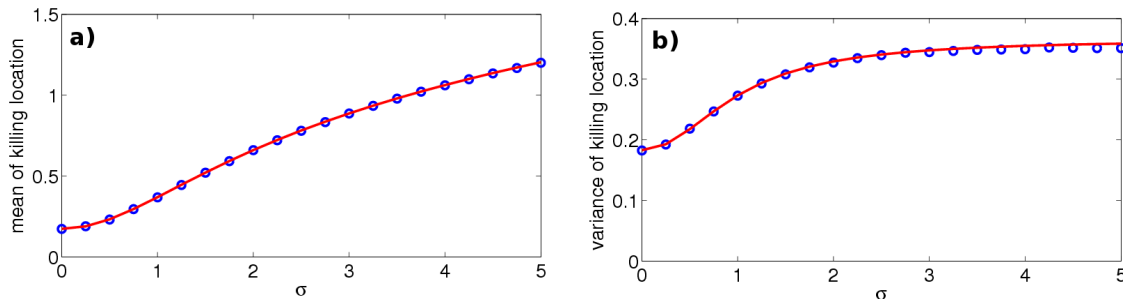 a)
mean of killing location
1.5
1
0.5
0
0 1 2 3 4 5
σ
b)
variance of killing location
0.4
0.3
0.2
0.1
0
0 1 2 3 4 5
σ